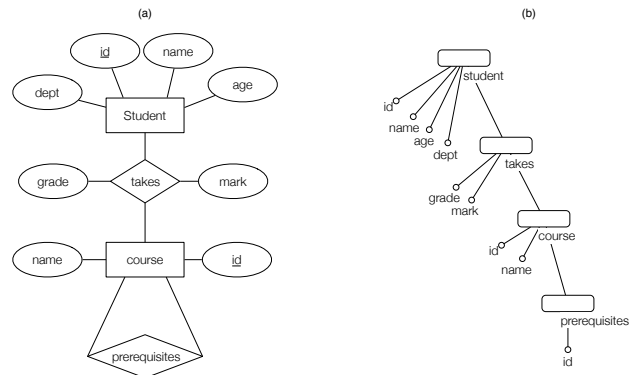 (a)
id
name
dept
age
Student
grade
takes
mark
name
course
id
prerequisites
(b)
student
id
name
age
dept
takes
grade
mark
course
id
name
prerequisites
id